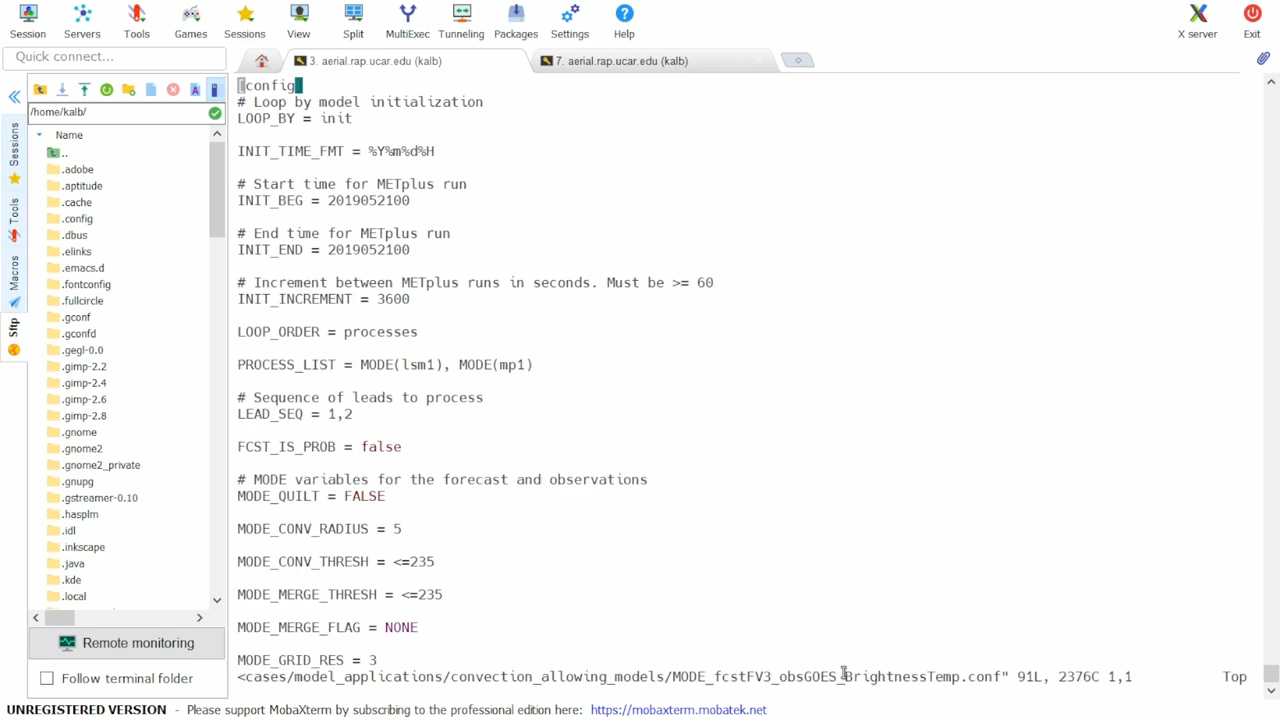 Session Servers Tools Games Sessions View Split MultiExec Tunneling Packages Settings Help X server Exit
Quick connect...
3. aerial.rap.ucar.edu (kalb)
7. aerial.rap.ucar.edu (kalb)
/home/kalb/
Sessions
Tools
Macros
Sftp
Name
..
.adobe
.aptitude
.cache
.config
.dbus
.elinks
.emacs.d
.fontconfig
.fullcircle
.gconf
.gconfd
.gegl-0.0
.gimp-2.2
.gimp-2.4
.gimp-2.6
.gimp-2.8
.gnome
.gnome2
.gnome2_private
.gnupg
.gstreamer-0.10
.hasplm
.idl
.inkscape
.java
.kde
.local
Remote monitoring
Follow terminal folder
[config]
# Loop by model initialization
LOOP_BY = init
INIT_TIME_FMT = %Y%m%d%H
# Start time for METplus run
INIT_BEG = 2019052100
# End time for METplus run
INIT_END = 2019052100
# Increment between METplus runs in seconds. Must be >= 60
INIT_INCREMENT = 3600
LOOP_ORDER = processes
PROCESS_LIST = MODE(lsm1), MODE(mp1)
# Sequence of leads to process
LEAD_SEQ = 1,2
FCST_IS_PROB = false
# MODE variables for the forecast and observations
MODE_QUILT = FALSE
MODE_CONV_RADIUS = 5
MODE_CONV_THRESH = <=235
MODE_MERGE_THRESH = <=235
MODE_MERGE_FLAG = NONE
MODE_GRID_RES = 3
<cases/model_applications/convection_allowing_models/MODE_fcstFV3_obsGOES_BrightnessTemp.conf" 91L, 2376C 1,1 Top
UNREGISTERED VERSION - Please support MobaXterm by subscribing to the professional edition here: https://mobaxterm.mobatek.net